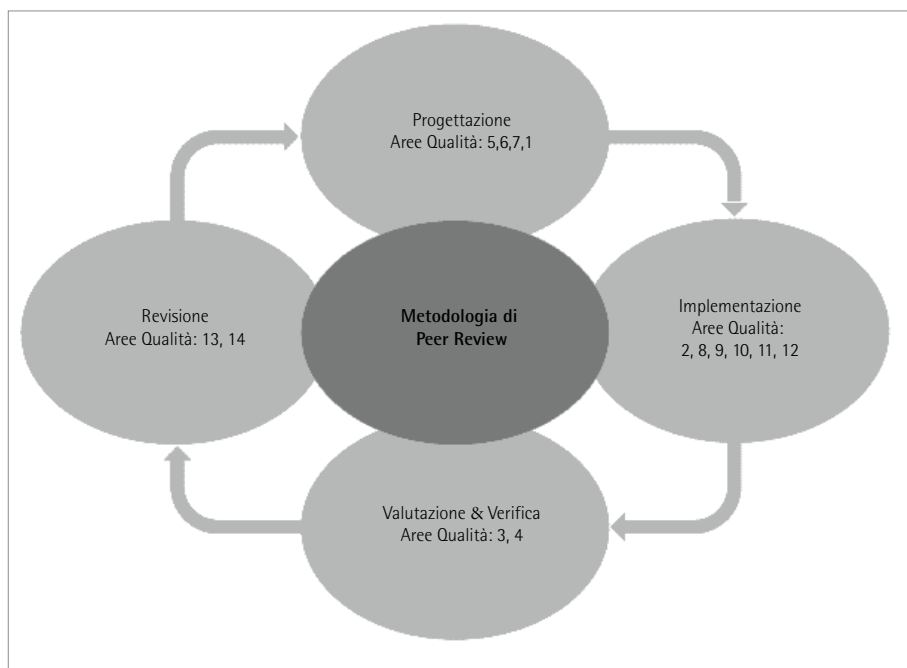 Progettazione
Aree Qualità: 5,6,7,1
Revisione
Aree Qualità: 13, 14
Metodologia di
Peer Review
Implementazione
Aree Qualità:
2, 8, 9, 10, 11, 12
Valutazione & Verifica
Aree Qualità: 3, 4